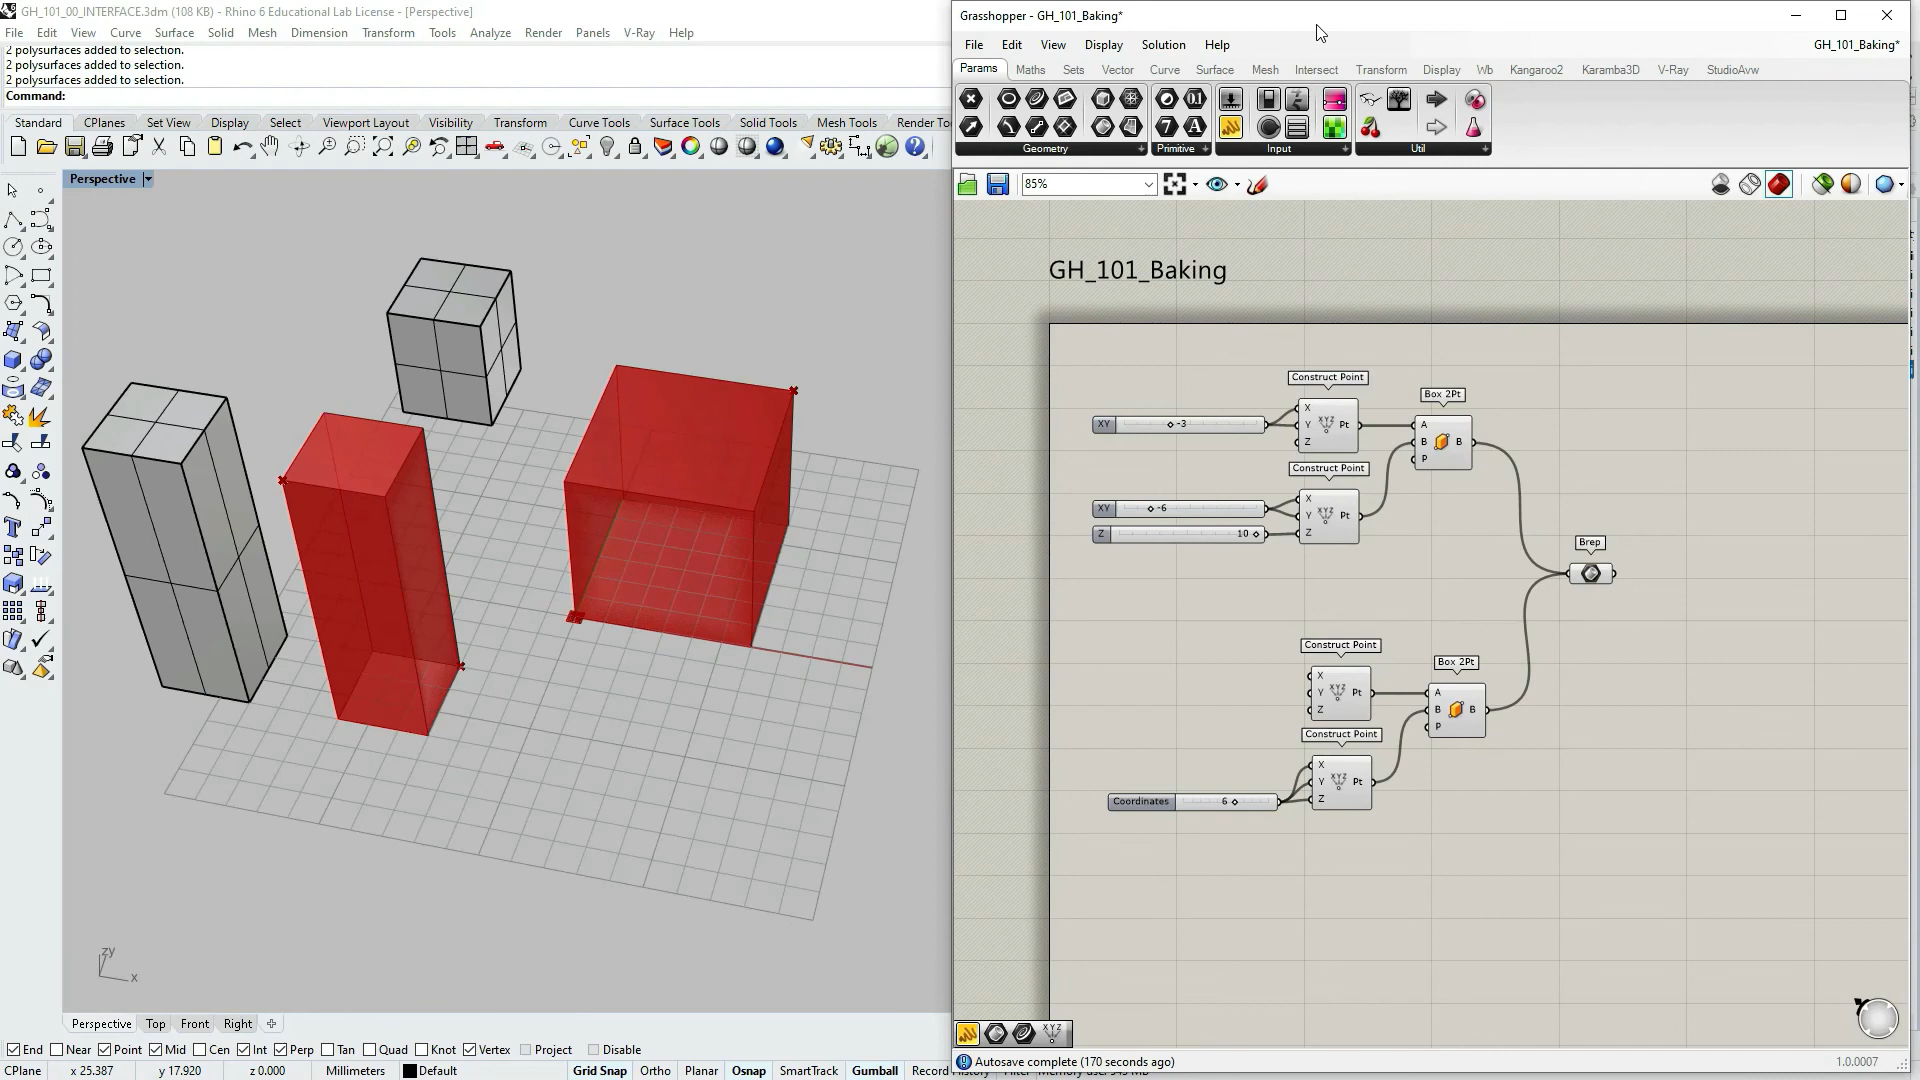 GH_101_00_INTERFACE.3dm (108 KB) - Rhino 6 Educational Lab License - [Perspective]
File Edit View Curve Surface Solid Mesh Dimension Transform Tools Analyze Render Panels V-Ray Help
2 polysurfaces added to selection.
2 polysurfaces added to selection.
2 polysurfaces added to selection.
Command:
Standard CPlanes Set View Display Select Viewport Layout Visibility Transform Curve Tools Surface Tools Solid Tools Mesh Tools Render To
Perspective
zy
x
Perspective Top Front Right
End Near Point Mid Cen Int Perp Tan Quad Knot Vertex Project Disable
CPlane x 25.387 y 17.920 z 0.000 Millimeters Default Grid Snap Ortho Planar Osnap SmartTrack Gumball Record
Grasshopper - GH_101_Baking*
File Edit View Display Solution Help GH_101_Baking*
Params Maths Sets Vector Curve Surface Mesh Intersect Transform Display Wb Kangaroo2 Karamba3D V-Ray StudioAvw
Geometry Primitive Input Util
85%
GH_101_Baking
Construct Point
Box 2Pt
XY -3
X
Y Pt
Z
A
B B
P
Construct Point
XY -6
Z 10
X
Y Pt
Z
Brep
Construct Point
X
Y Pt
Z
Box 2Pt
A
B B
P
Construct Point
X
Y Pt
Z
Coordinates 6
Autosave complete (170 seconds ago) 1.0.0007